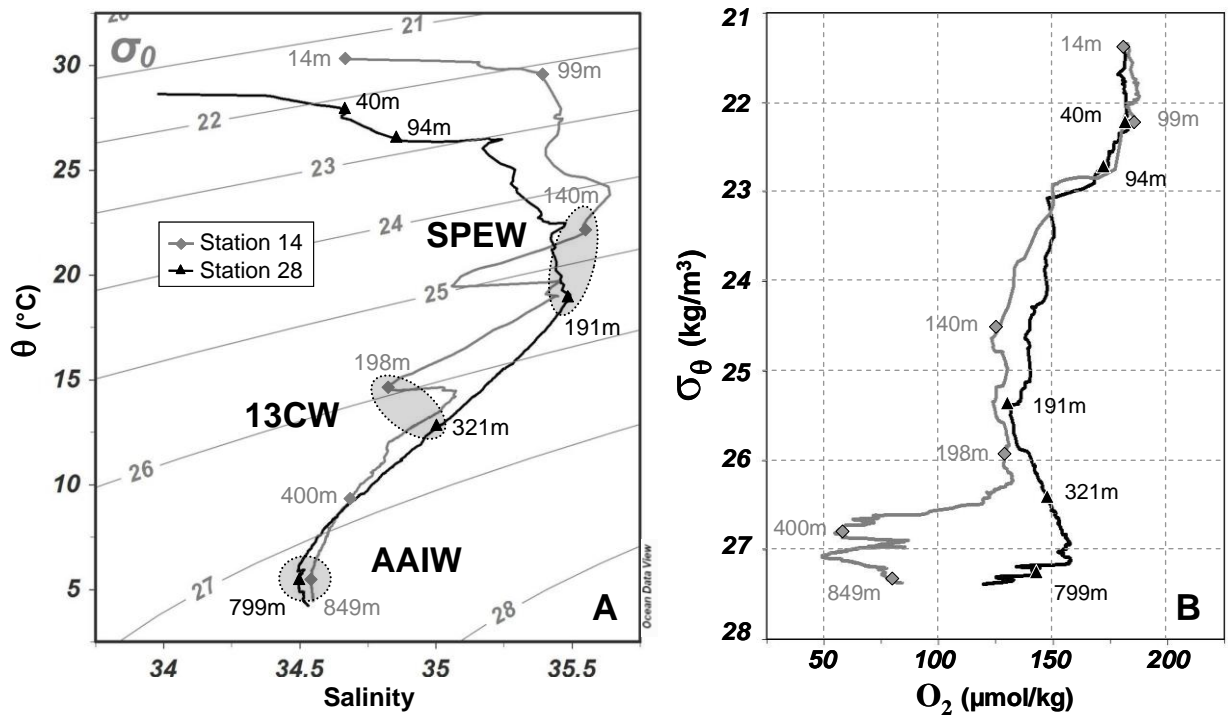 σ0
20
21
22
23
24
25
26
27
28
14m
99m
40m
94m
140m
SPEW
Station 14
Station 28
191m
198m
13CW
321m
400m
AAIW
799m
849m
A
Ocean Data View
θ (°C)
30
25
20
15
10
5
34
34.5
35
35.5
Salinity
21
22
23
24
25
26
27
28
σθ (kg/m³)
14m
40m
99m
94m
140m
191m
198m
321m
400m
799m
849m
B
50
100
150
200
O₂ (µmol/kg)